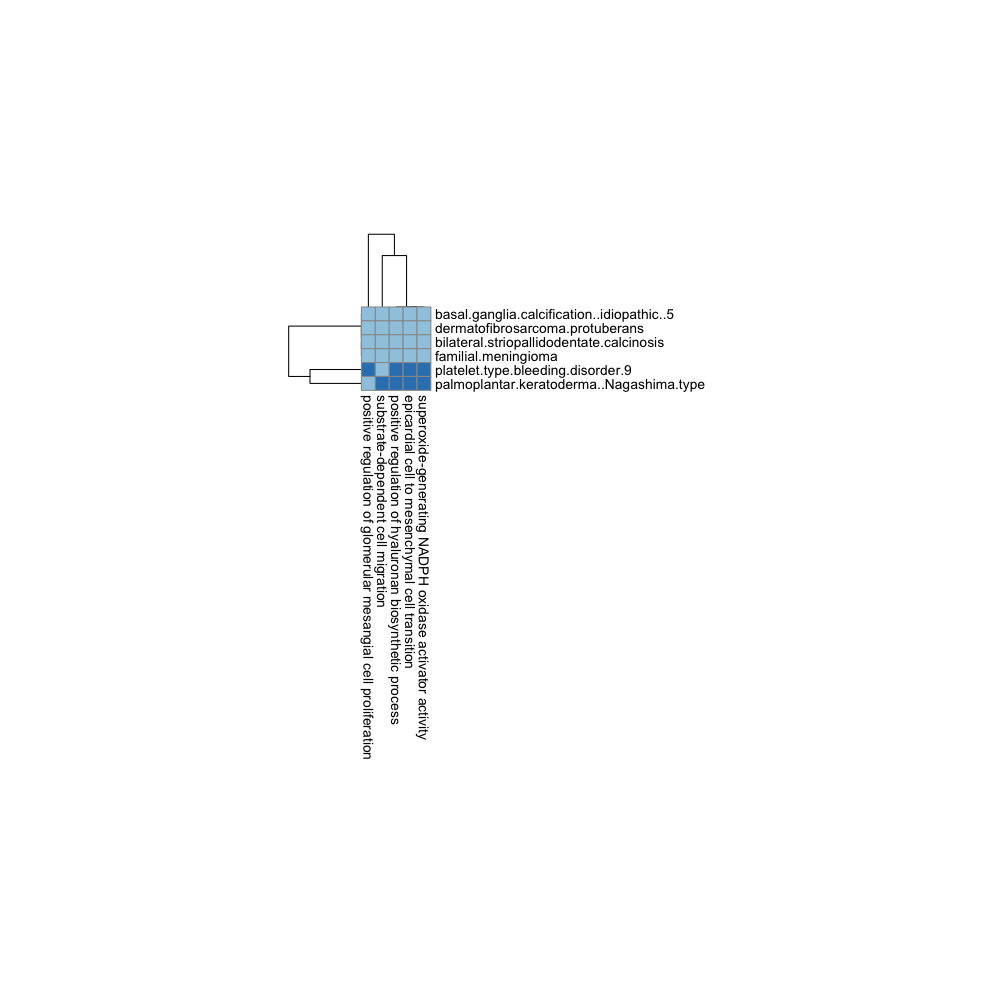 basal.ganglia.calcification..idiopathic..5
dermatofibrosarcoma.protuberans
bilateral.striopallidodentate.calcinosis
familial.meningioma
platelet.type.bleeding.disorder.9
palmoplantar.keratoderma..Nagashima.type
positive regulation of glomerular mesangial cell proliferation
substrate-dependent cell migration
positive regulation of hyaluronan biosynthetic process
epicardial cell to mesenchymal cell transition
superoxide-generating NADPH oxidase activator activity